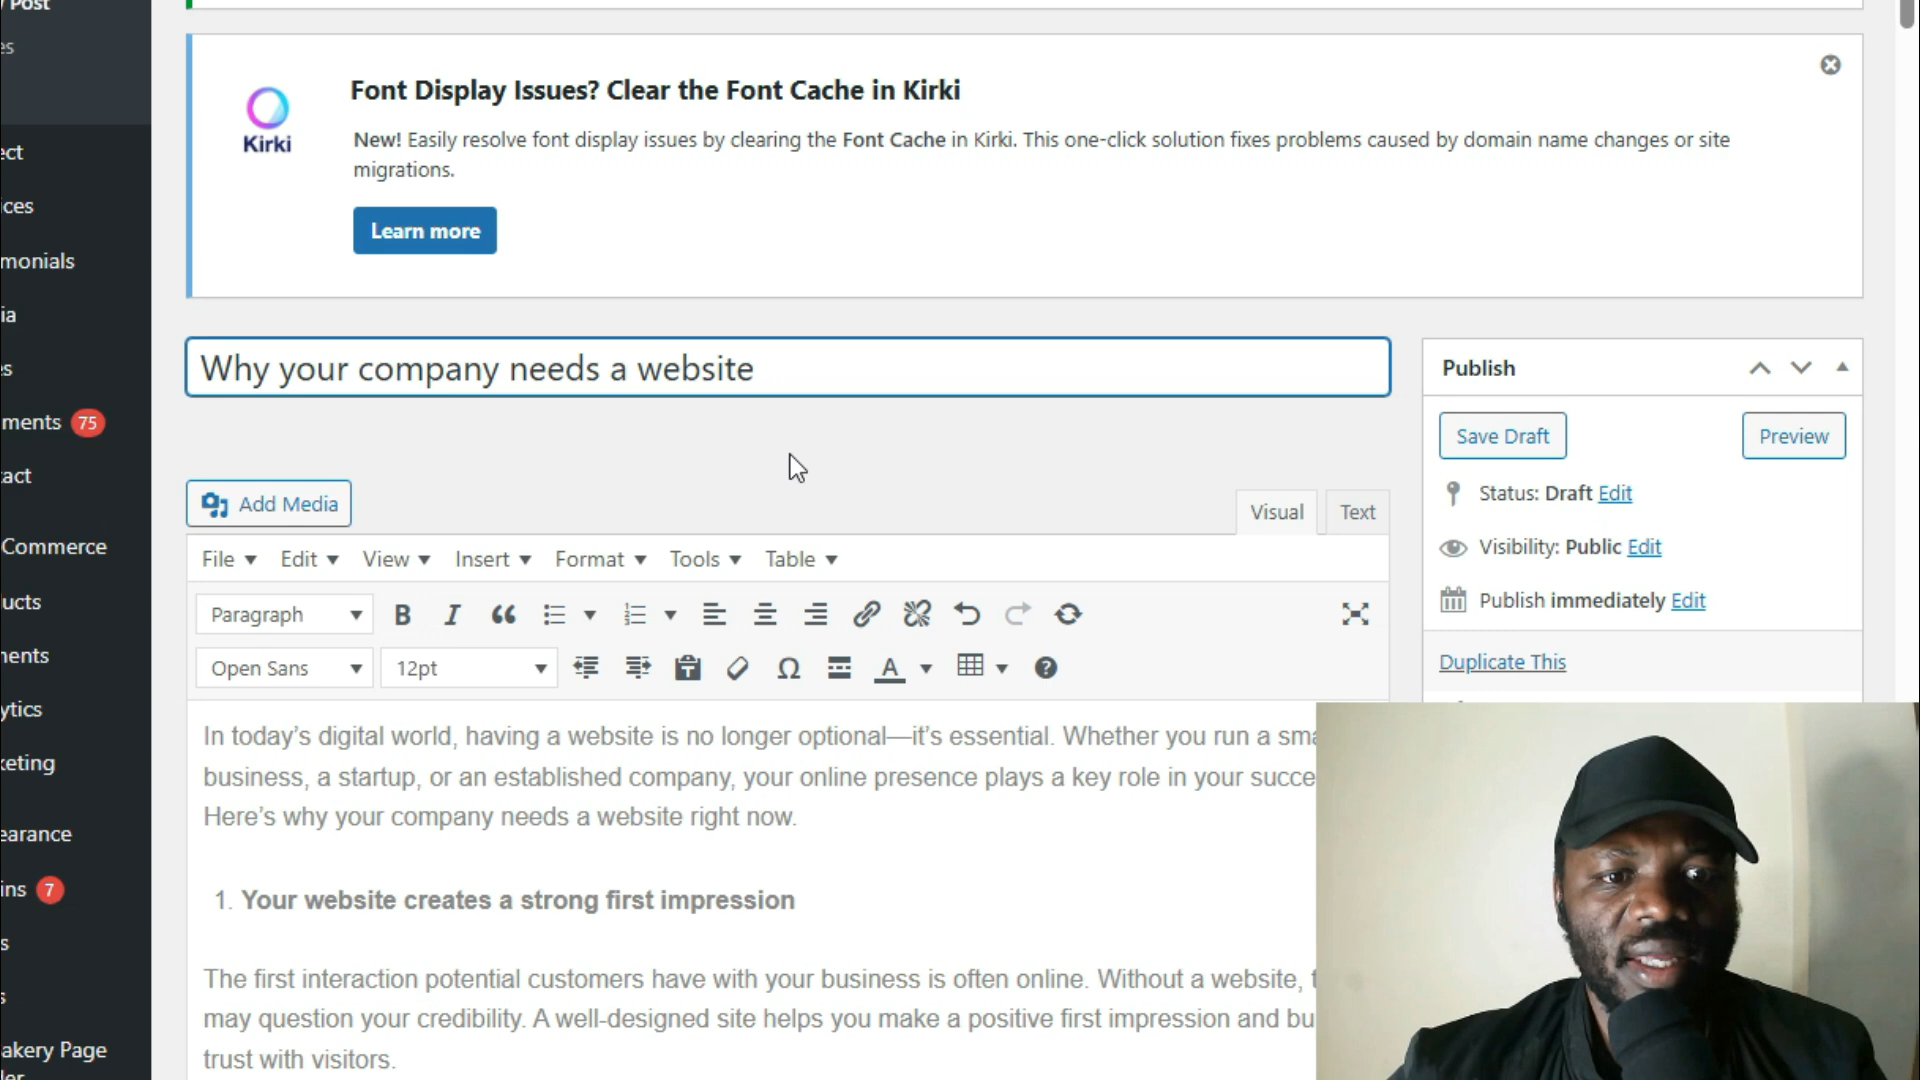 Post
es
Font Display Issues? Clear the Font Cache in Kirki
Kirki
New! Easily resolve font display issues by clearing the Font Cache in Kirki. This one-click solution fixes problems caused by domain name changes or site
migrations.
Learn more
ect
ices
monials
ia
es
ments 75
act
Commerce
ucts
ments
ytics
keting
earance
ins 7
s
s
akery Page
Why your company needs a website
Publish
Save Draft Preview
Status: Draft Edit
Visibility: Public Edit
Publish immediately Edit
Duplicate This
Add Media
Visual Text
File Edit View Insert Format Tools Table
Paragraph
Open Sans 12pt
In today’s digital world, having a website is no longer optional—it’s essential. Whether you run a sma
business, a startup, or an established company, your online presence plays a key role in your succe
Here’s why your company needs a website right now.
1. Your website creates a strong first impression
The first interaction potential customers have with your business is often online. Without a website, t
may question your credibility. A well-designed site helps you make a positive first impression and bu
trust with visitors.